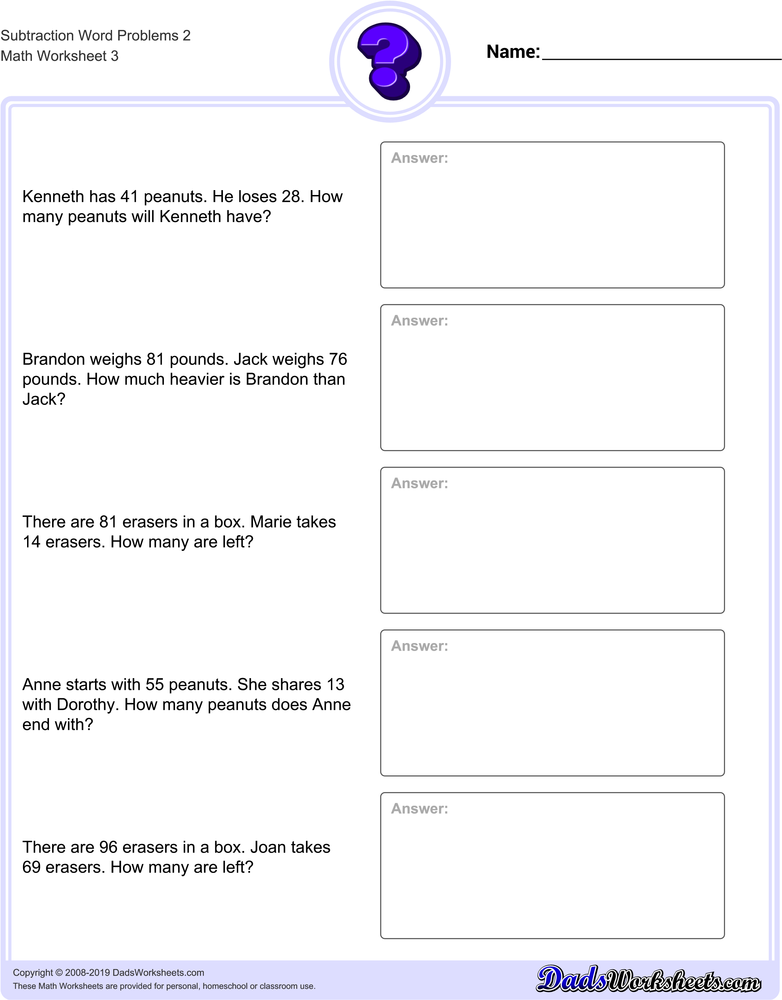 Subtraction Word Problems 2
Math Worksheet 3
?
Name:
Answer:
Kenneth has 41 peanuts. He loses 28. How
many peanuts will Kenneth have?
Answer:
Brandon weighs 81 pounds. Jack weighs 76
pounds. How much heavier is Brandon than
Jack?
Answer:
There are 81 erasers in a box. Marie takes
14 erasers. How many are left?
Answer:
Anne starts with 55 peanuts. She shares 13
with Dorothy. How many peanuts does Anne
end with?
Answer:
There are 96 erasers in a box. Joan takes
69 erasers. How many are left?
Copyright © 2008-2019 DadsWorksheets.com
These Math Worksheets are provided for personal, homeschool or classroom use.
DadsWorksheets.com